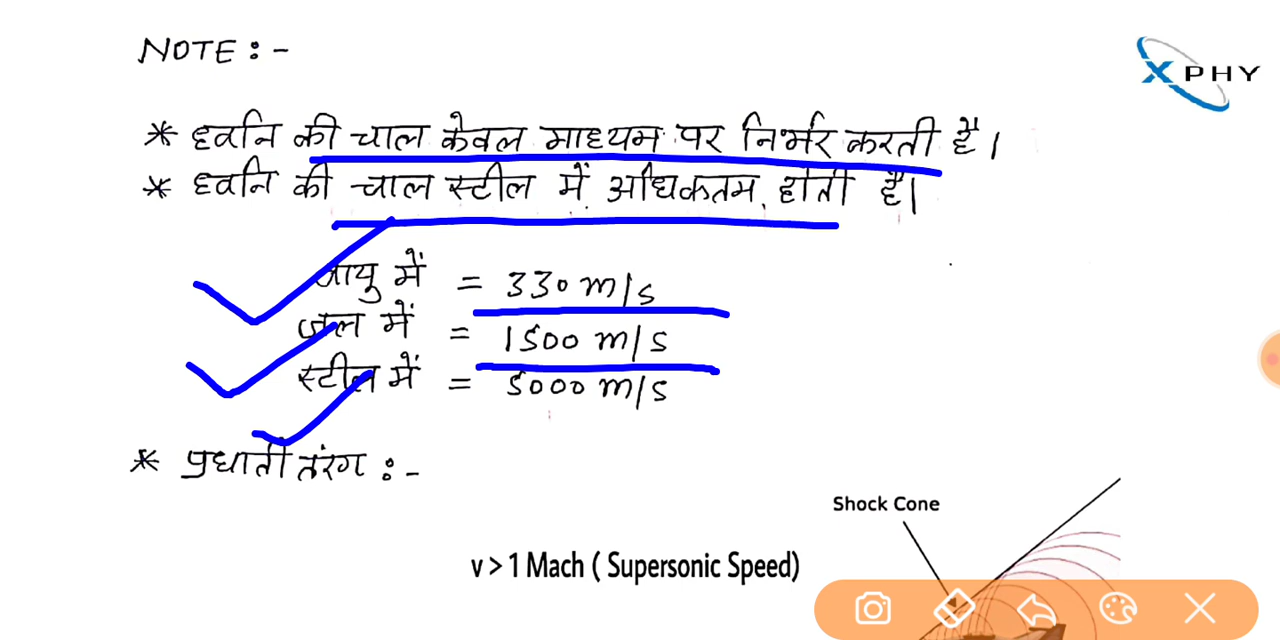 NOTE : -
X PHY
* ध्वनि की चाल केवल माध्यम पर निर्भर करती है।
* ध्वनि की चाल स्टील में अधिकतम होती है।
वायु में = 330 m/s
जल में = 1500 m/s
स्टील में = 5000 m/s
* प्रघाती तरंग : -
Shock Cone
v > 1 Mach ( Supersonic Speed)